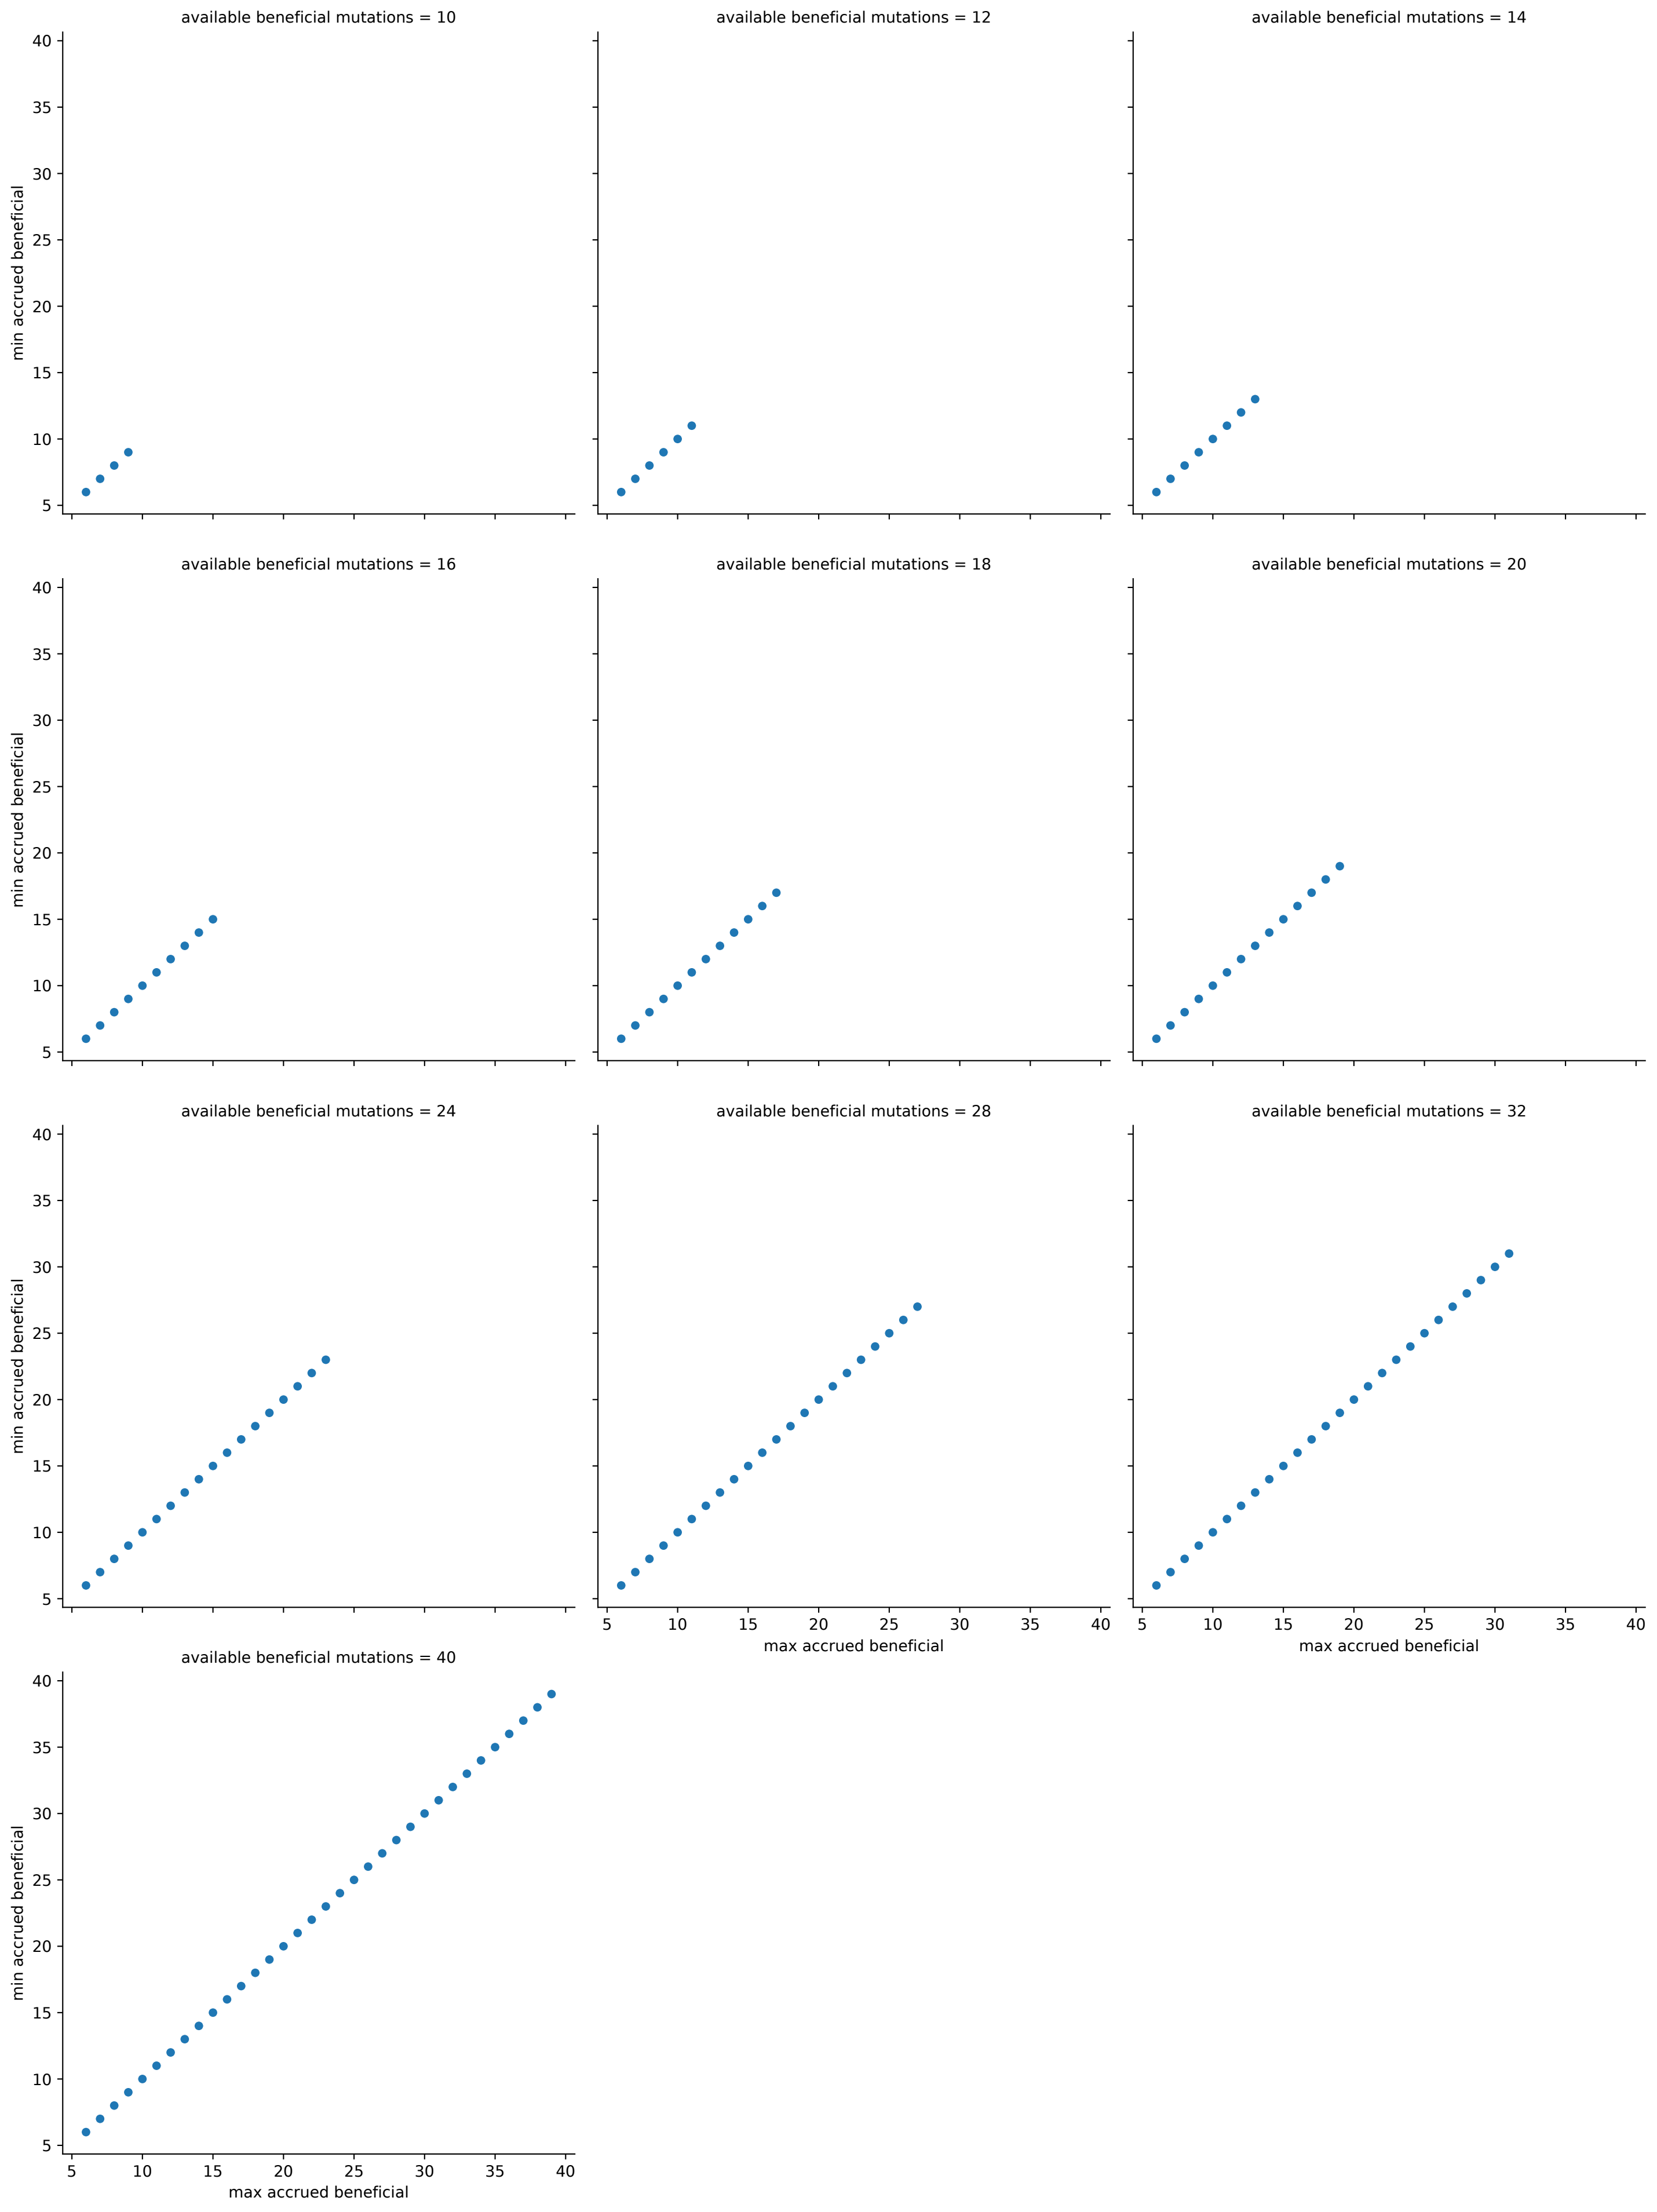 available beneficial mutations = 10
available beneficial mutations = 12
available beneficial mutations = 14
40
35
30
25
20
15
10
5
min accrued beneficial
available beneficial mutations = 16
available beneficial mutations = 18
available beneficial mutations = 20
40
35
30
25
20
15
10
5
min accrued beneficial
available beneficial mutations = 24
available beneficial mutations = 28
available beneficial mutations = 32
40
35
30
25
20
15
10
5
min accrued beneficial
5 10 15 20 25 30 35 40
max accrued beneficial
5 10 15 20 25 30 35 40
max accrued beneficial
available beneficial mutations = 40
40
35
30
25
20
15
10
5
min accrued beneficial
5 10 15 20 25 30 35 40
max accrued beneficial